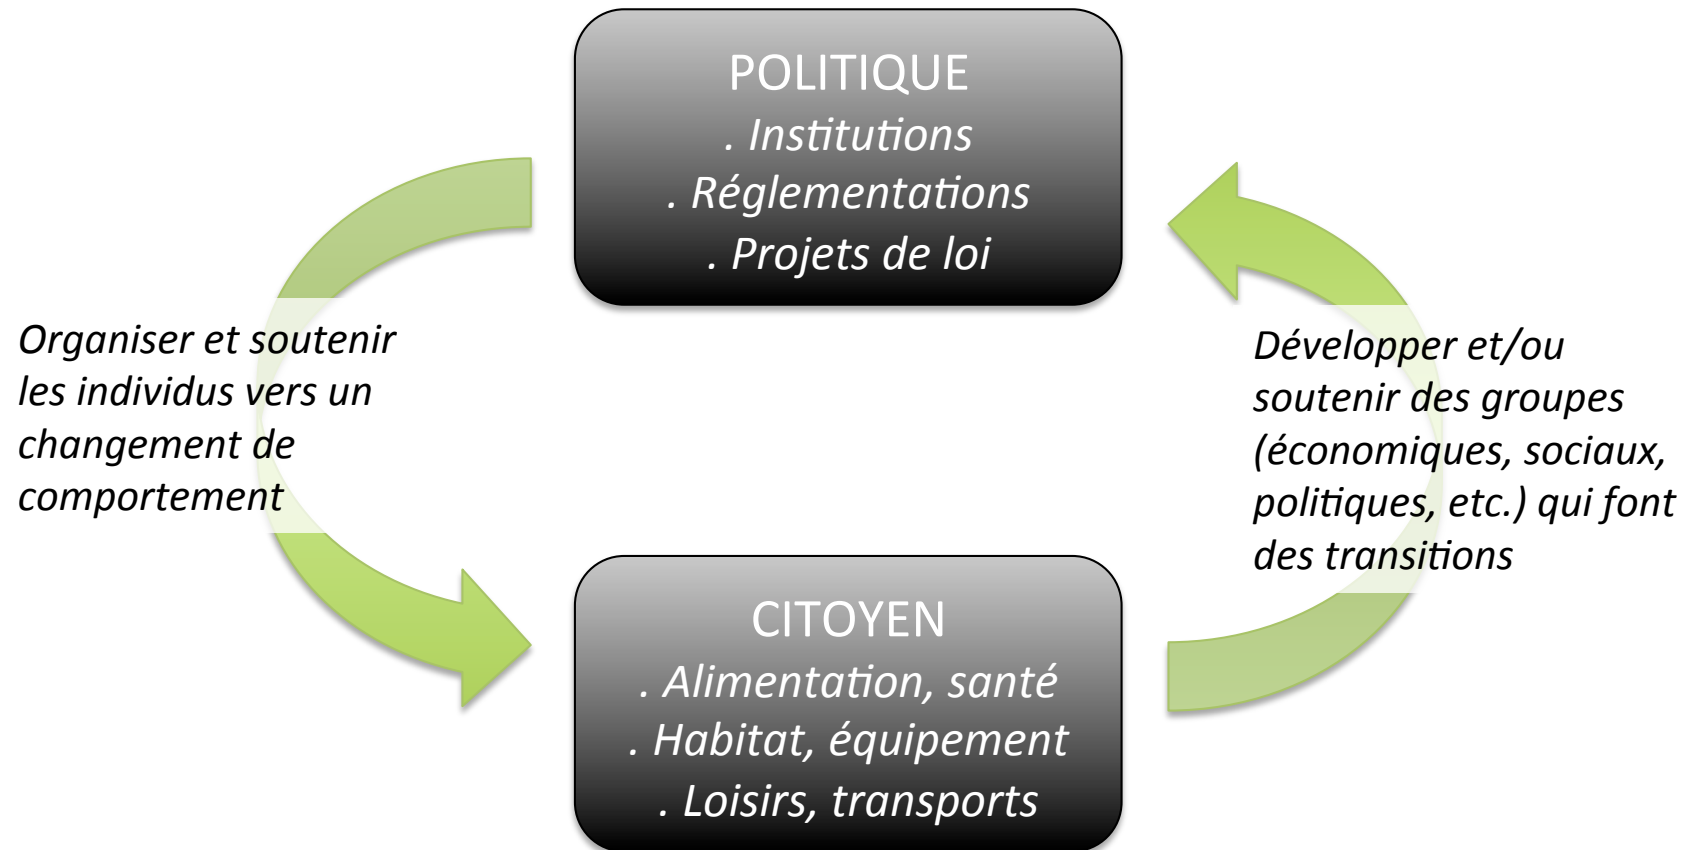 POLITIQUE
. Institutions
. Réglementations
. Projets de loi
Organiser et soutenir
les individus vers un
changement de
comportement
Développer et/ou
soutenir des groupes
(économiques, sociaux,
politiques, etc.) qui font
des transitions
CITOYEN
. Alimentation, santé
. Habitat, équipement
. Loisirs, transports